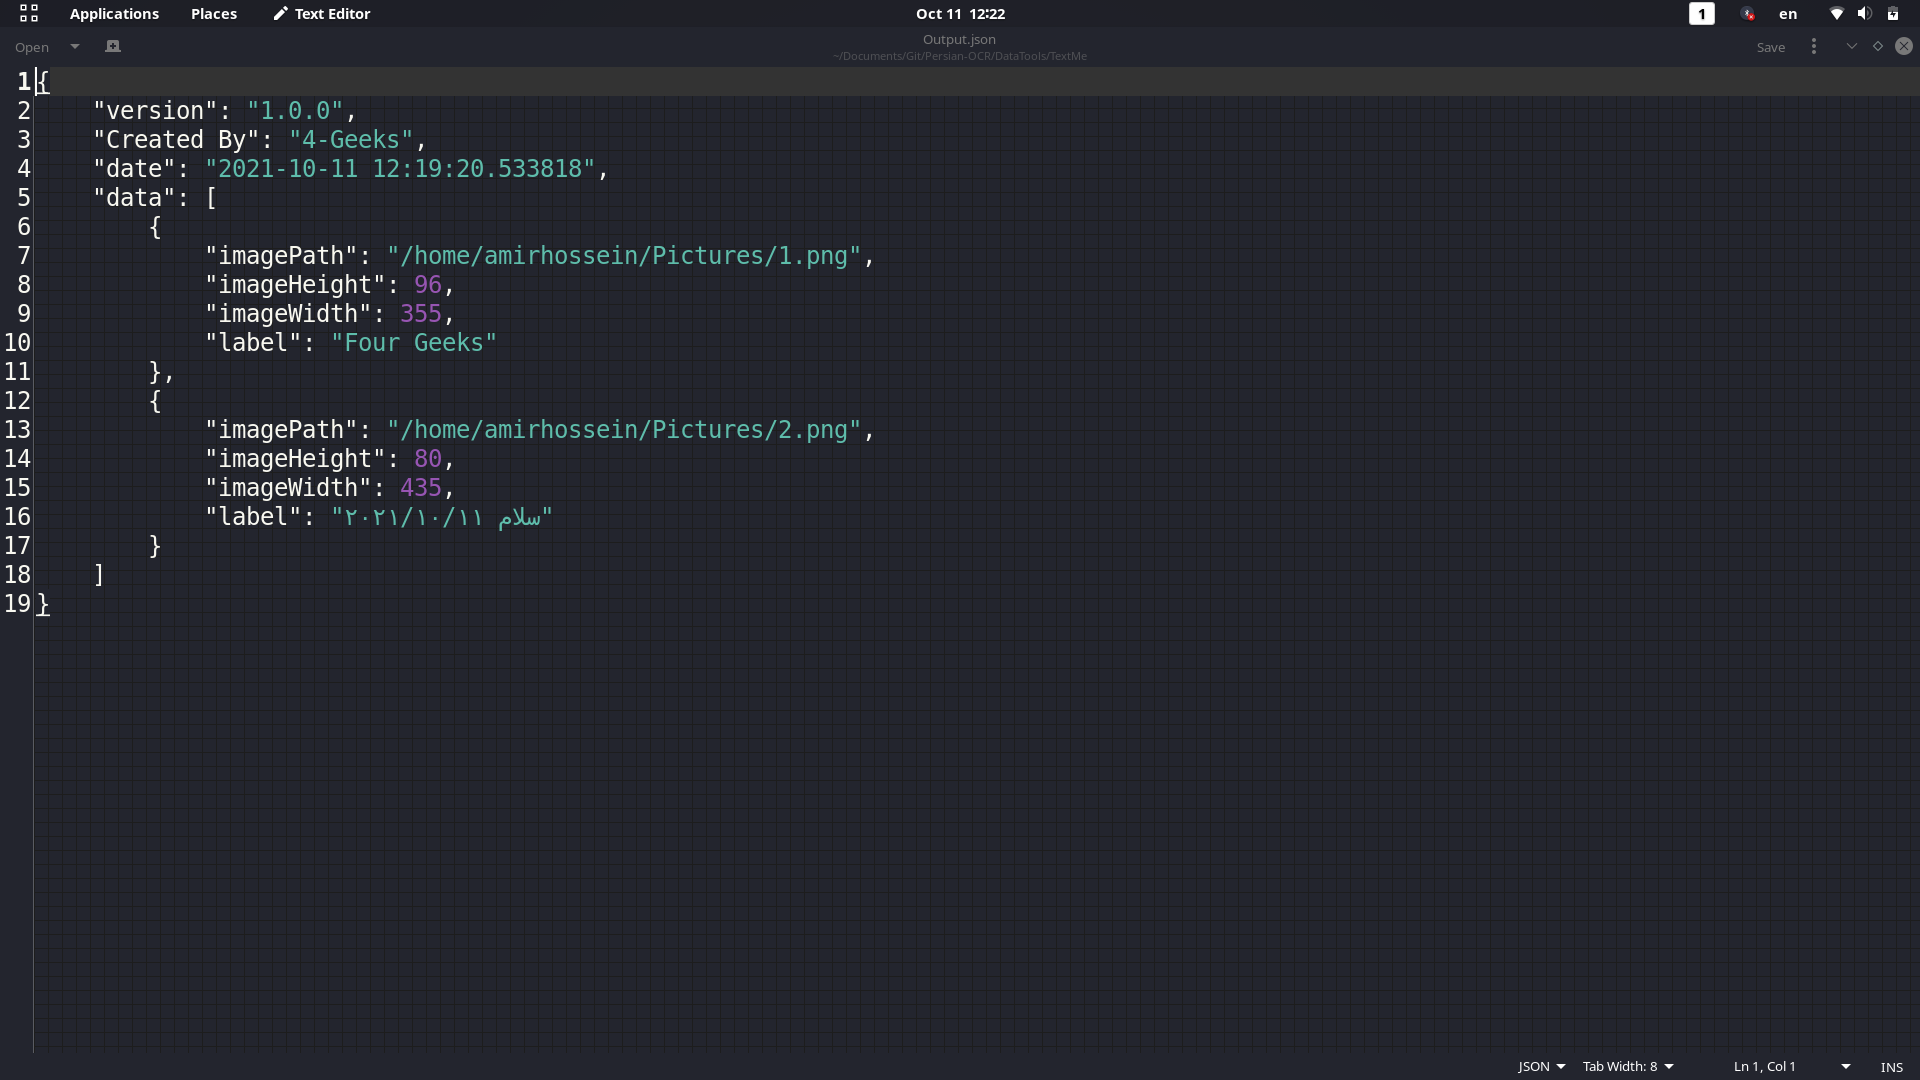 Applications Places Text Editor Oct 11 12:22 1 en
Open Output.json Save
~/Documents/Git/Persian-OCR/DataTools/TextMe
1 {
2 "version": "1.0.0",
3 "Created By": "4-Geeks",
4 "date": "2021-10-11 12:19:20.533818",
5 "data": [
6 {
7 "imagePath": "/home/amirhossein/Pictures/1.png",
8 "imageHeight": 96,
9 "imageWidth": 355,
10 "label": "Four Geeks"
11 },
12 {
13 "imagePath": "/home/amirhossein/Pictures/2.png",
14 "imageHeight": 80,
15 "imageWidth": 435,
16 "label": "سلام ۲۰۲۱/۱۰/۱۱"
17 }
18 ]
19 }
JSON Tab Width: 8 Ln 1, Col 1 INS